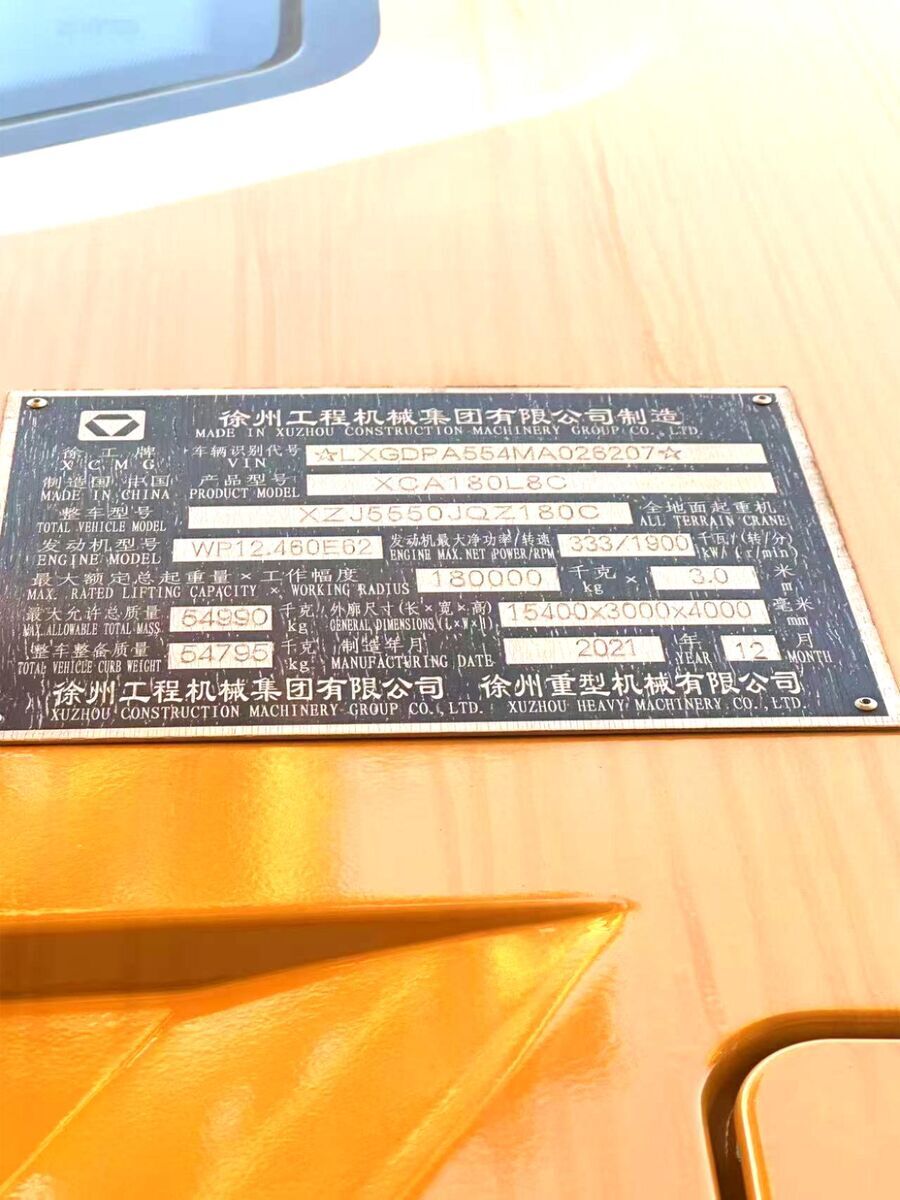 徐州工程机械集团有限公司制造
MADE IN XUZHOU CONSTRUCTION MACHINERY GROUP CO., LTD.
徐工牌
XCMG
车辆识别代号
VIN
☆LXGDPA554MA026207☆
制造国 中国
MADE IN CHINA
产品型号
PRODUCT MODEL
XCA180L8C
整车型号
TOTAL VEHICLE MODEL
XZJ5550JQZ180C
全地面起重机
ALL TERRAIN CRANE
发动机型号
ENGINE MODEL
WP12.460E62
发动机最大净功率/转速
ENGINE MAX.NET POWER/RPM
333/1900
千瓦/(转/分)
kW/(r/min)
最大额定总起重量×工作幅度
MAX. RATED LIFTING CAPACITY × WORKING RADIUS
180000
千克
kg
×
3.0
米
m
最大允许总质量
MAX.ALLOWABLE TOTAL MASS
54990
千克
kg
外廓尺寸(长×宽×高)
GENERAL DIMENSIONS(L×W×H)
15400x3000x4000
毫米
mm
整车整备质量
TOTAL VEHICLE CURB WEIGHT
54795
千克
kg
制造年月
MANUFACTURING DATE
2021
年
YEAR
12
月
MONTH
徐州工程机械集团有限公司 徐州重型机械有限公司
XUZHOU CONSTRUCTION MACHINERY GROUP CO., LTD. XUZHOU HEAVY MACHINERY CO., LTD.